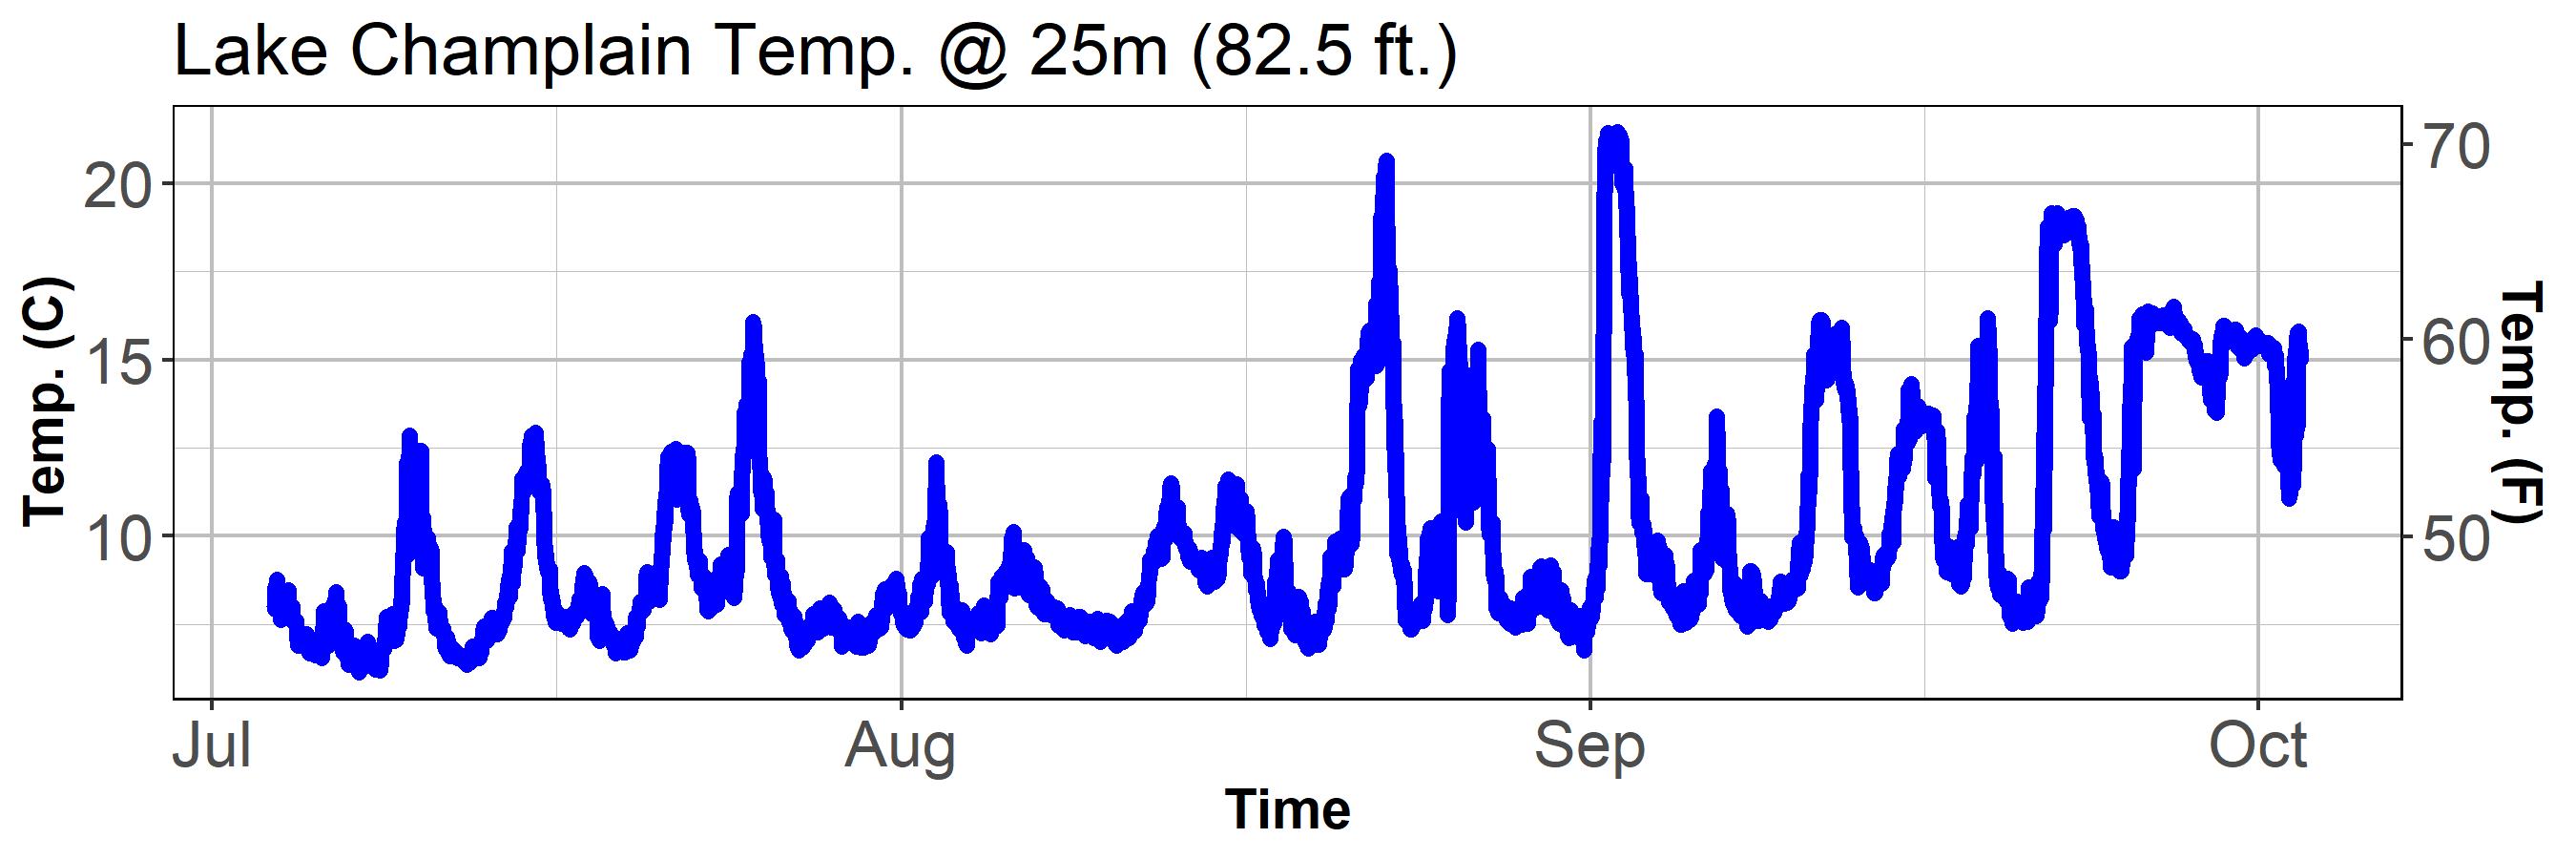 Lake Champlain Temp. @ 25m (82.5 ft.)
Temp. (C)
20
15
10
70
60
50
Temp. (F)
Jul Aug Sep Oct
Time